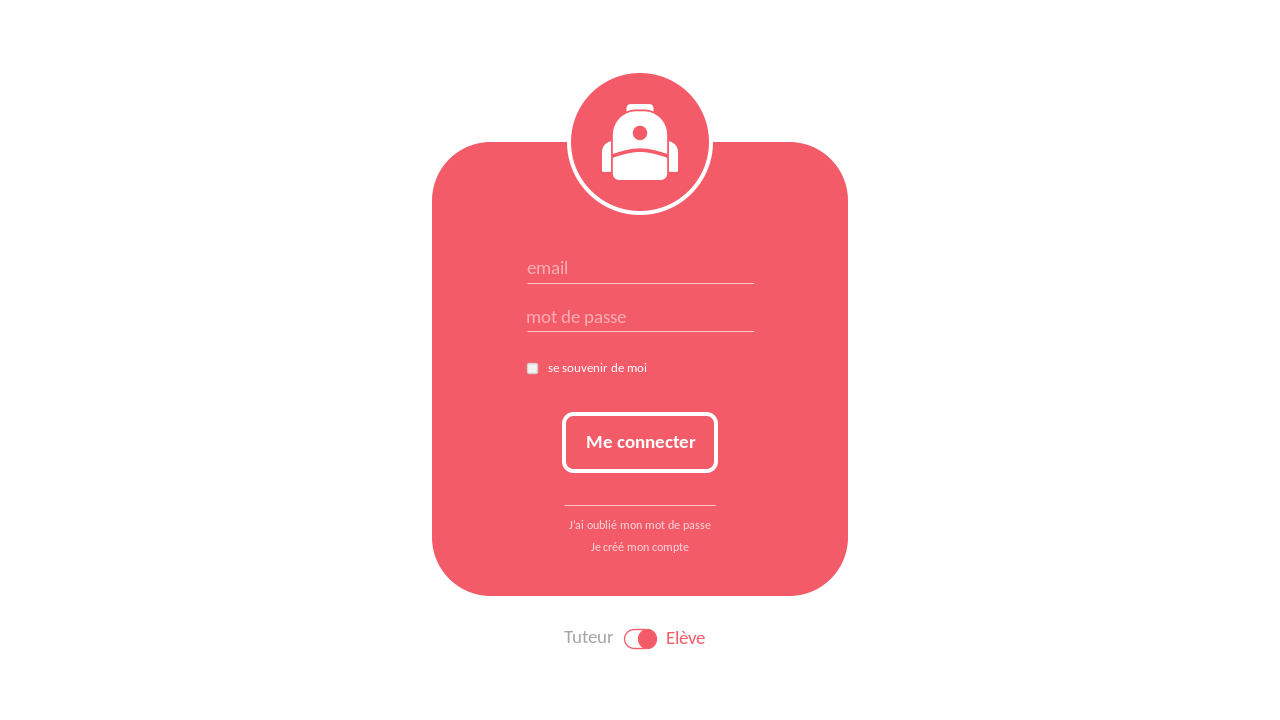 email
mot de passe
se souvenir de moi
Me connecter
J'ai oublié mon mot de passe
Je créé mon compte
Tuteur Elève